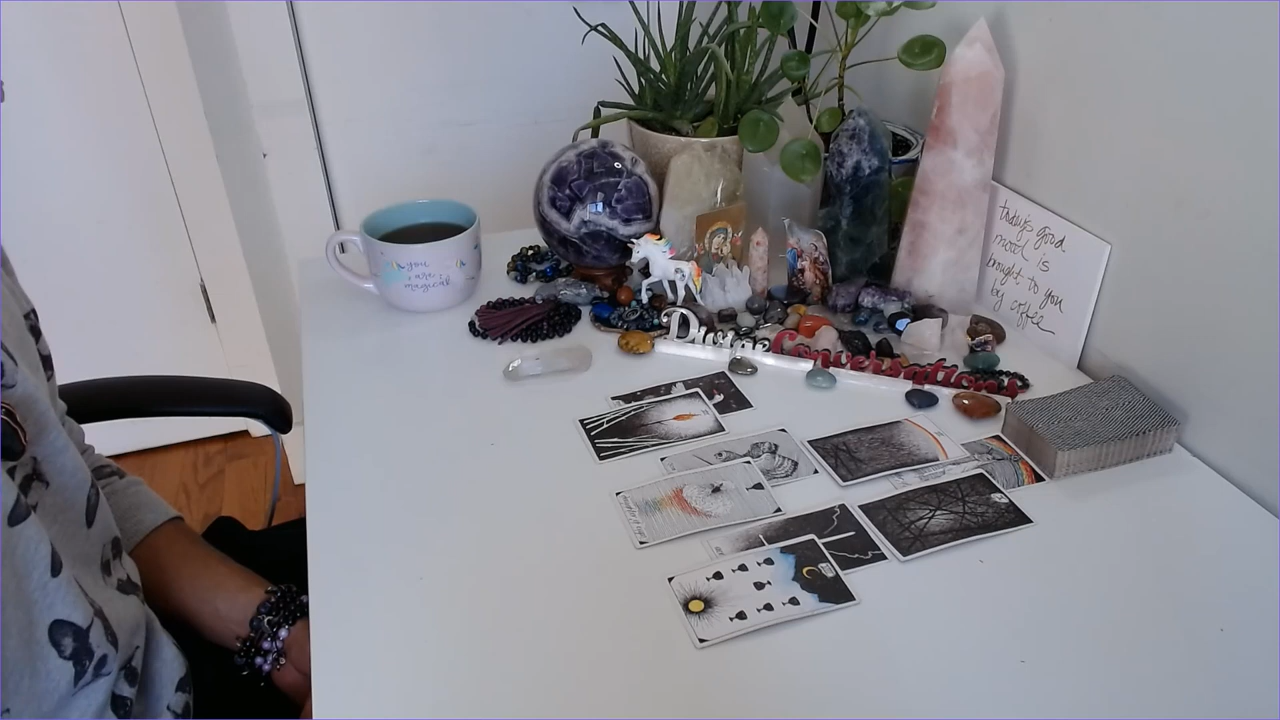 you
are
magical
today's good
mood is
brought to you
by coffee
Divine Conversations